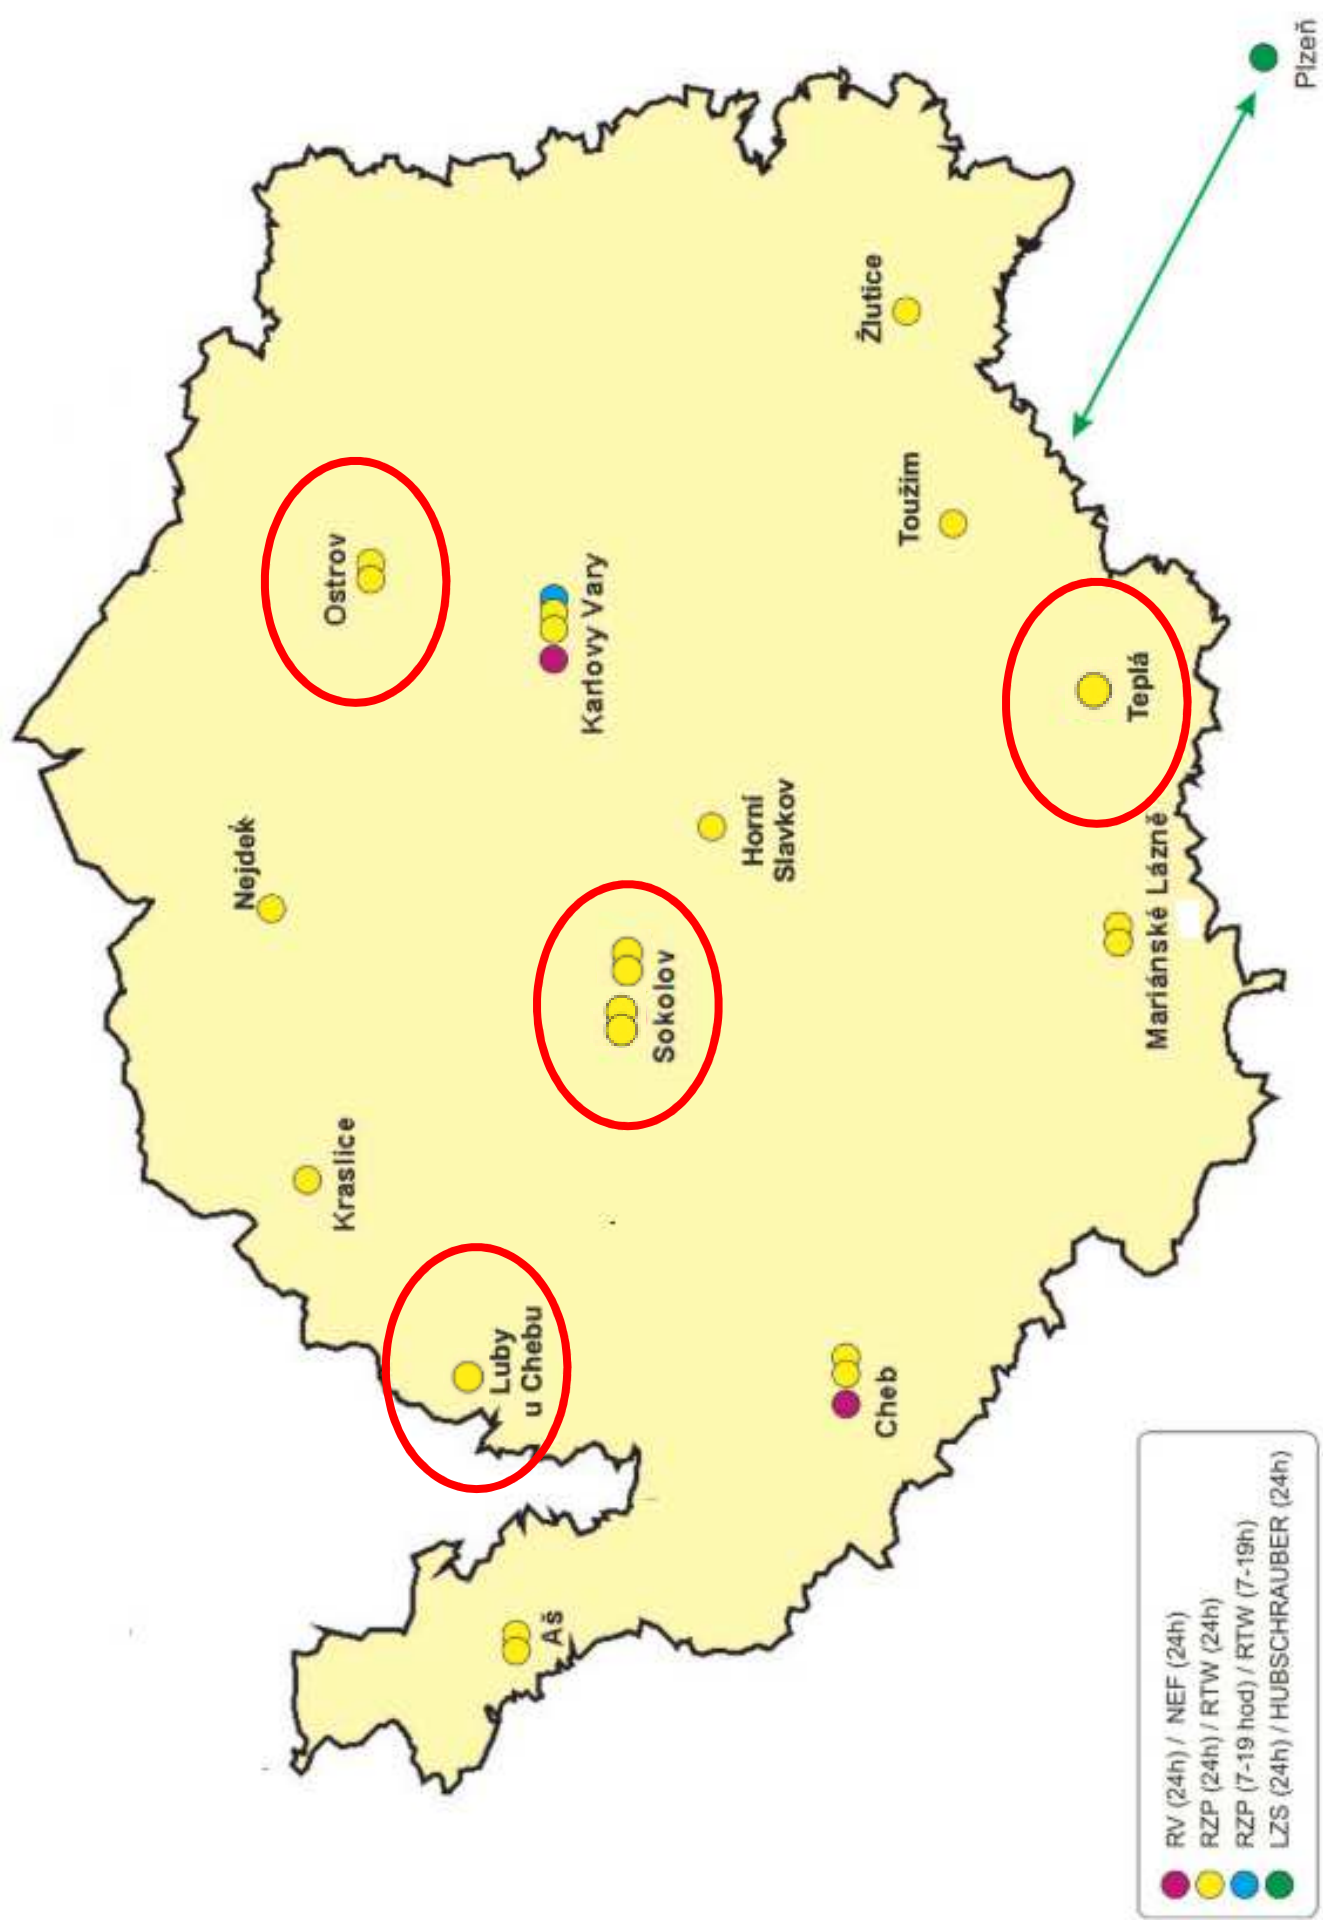 Nejdek
Ostrov
Kraslice
Luby
u Chebu
Karlovy Vary
Aš
Sokolov
Horní
Slavkov
Žlutice
Cheb
Toužim
Teplá
Mariánské Lázně
Plzeň
RV (24h) / NEF (24h)
RZP (24h) / RTW (24h)
RZP (7-19 hod) / RTW (7-19h)
LZS (24h) / HUBSCHRAUBER (24h)